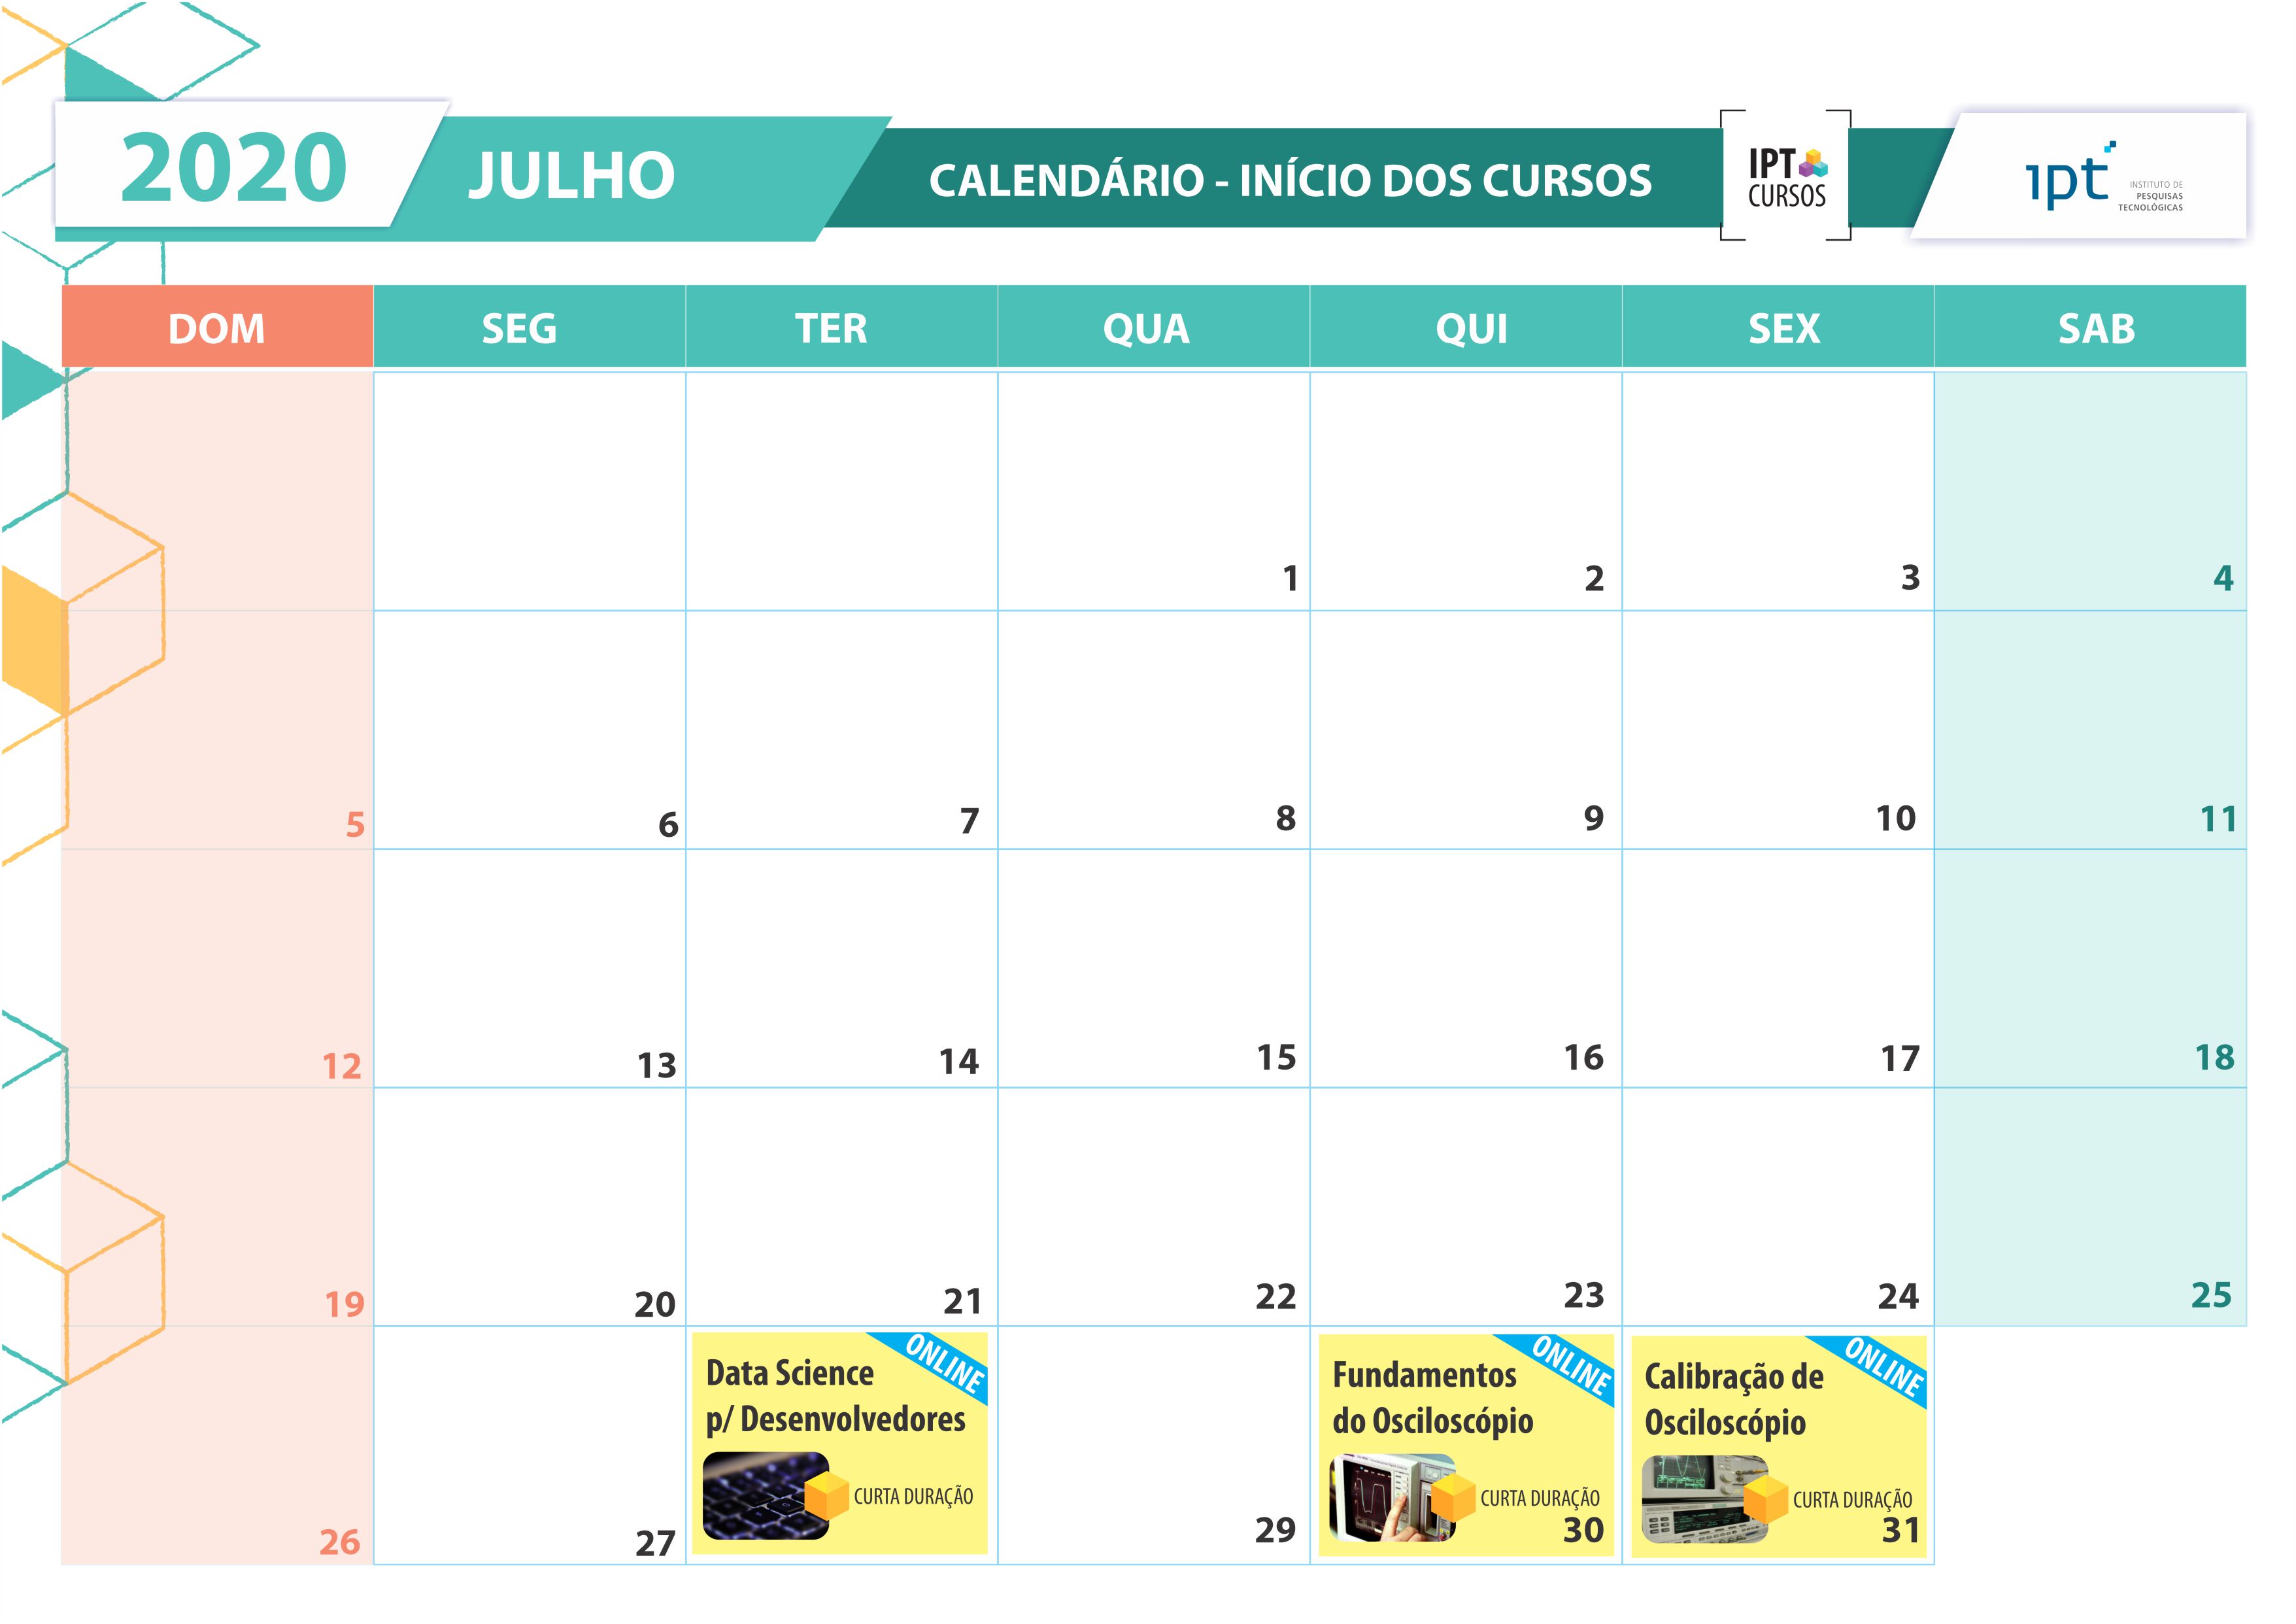 2020
JULHO
CALENDÁRIO - INÍCIO DOS CURSOS
IPT
CURSOS
ipt
INSTITUTO DE
PESQUISAS
TECNOLÓGICAS
DOM SEG TER QUA QUI SEX SAB
1 2 3 4
5 6 7 8 9 10 11
12 13 14 15 16 17 18
19 20 21 22 23 24 25
26
27
ONLINE
Data Science
p/ Desenvolvedores
CURTA DURAÇÃO
29
ONLINE
Fundamentos
do Osciloscópio
CURTA DURAÇÃO
30
ONLINE
Calibração de
Osciloscópio
CURTA DURAÇÃO
31